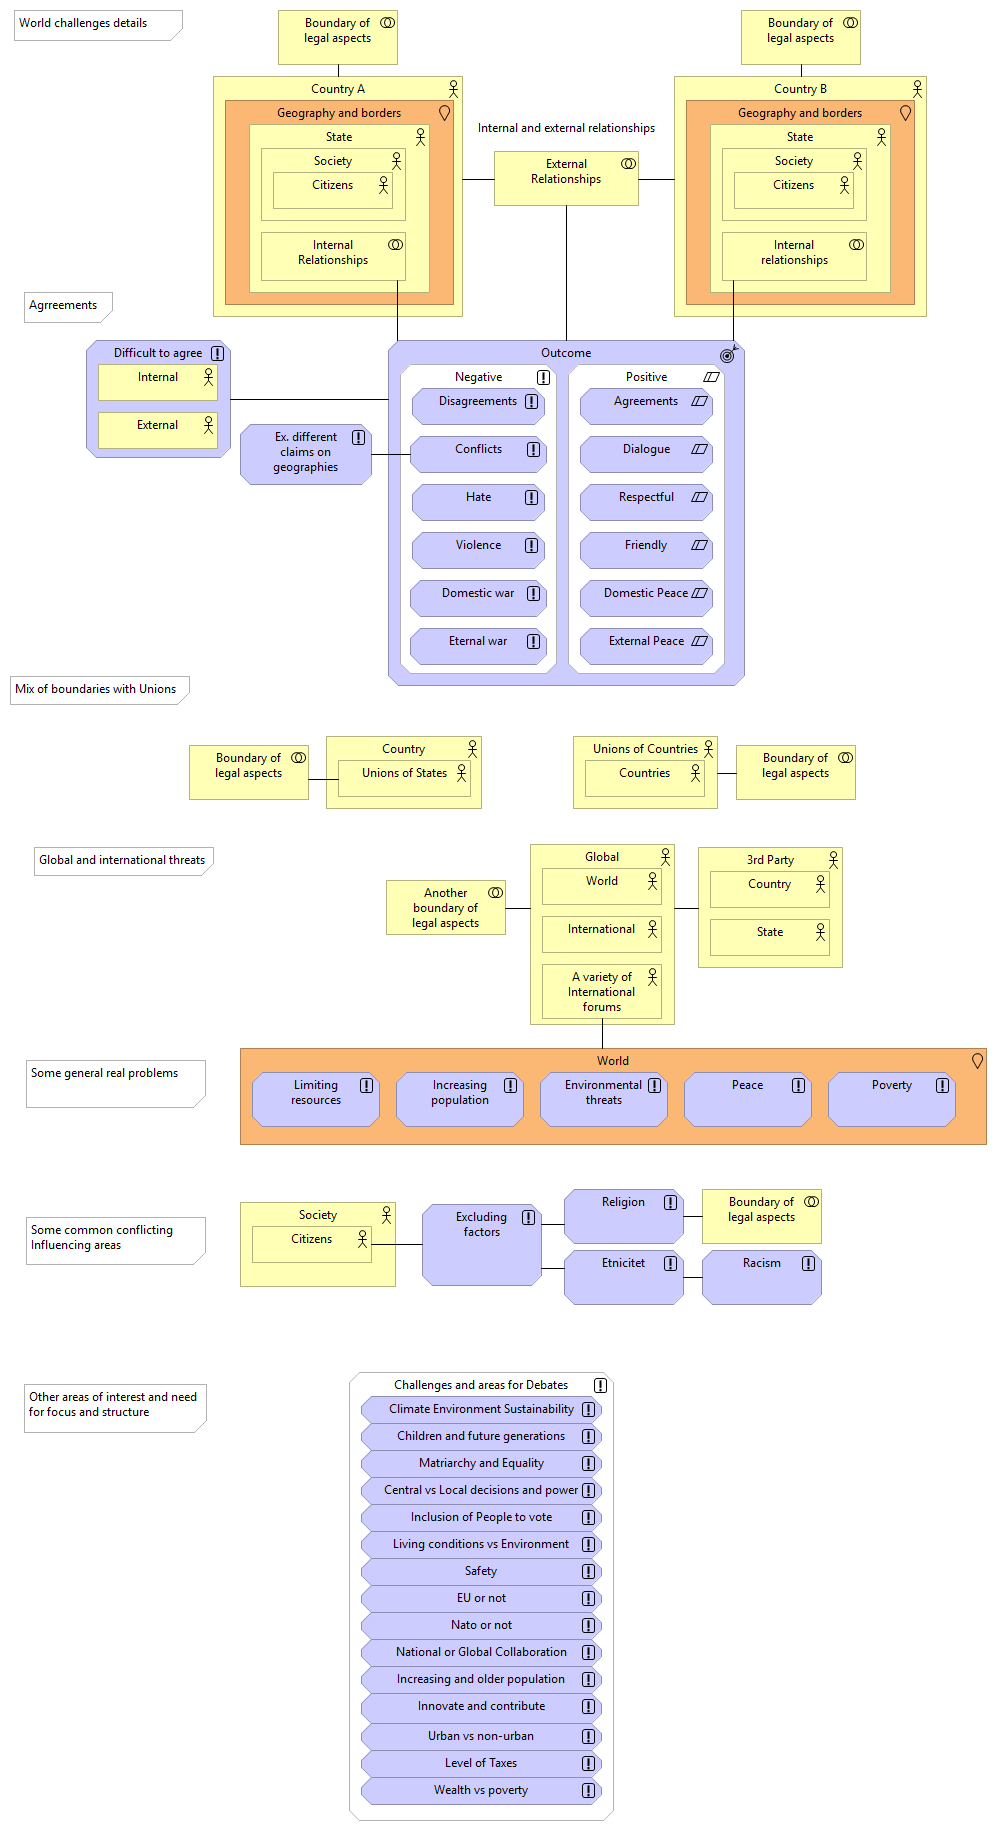 World challenges details
Boundary of
legal aspects
Boundary of
legal aspects
Country A
Geography and borders
State
Society
Citizens
Internal
Relationships
Internal and external relationships
External
Relationships
Country B
Geography and borders
State
Society
Citizens
Internal
relationships
Agrreements
Difficult to agree
Internal
External
Ex. different
claims on
geographies
Outcome
Negative
Disagreements
Conflicts
Hate
Violence
Domestic war
Eternal war
Positive
Agreements
Dialogue
Respectful
Friendly
Domestic Peace
External Peace
Mix of boundaries with Unions
Boundary of
legal aspects
Country
Unions of States
Unions of Countries
Countries
Boundary of
legal aspects
Global and international threats
Another
boundary of
legal aspects
Global
World
International
A variety of
International
forums
3rd Party
Country
State
Some general real problems
World
Limiting
resources
Increasing
population
Environmental
threats
Peace
Poverty
Some common conflicting
Influencing areas
Society
Citizens
Excluding
factors
Religion
Boundary of
legal aspects
Etnicitet
Racism
Other areas of interest and need
for focus and structure
Challenges and areas for Debates
Climate Environment Sustainability
Children and future generations
Matriarchy and Equality
Central vs Local decisions and power
Inclusion of People to vote
Living conditions vs Environment
Safety
EU or not
Nato or not
National or Global Collaboration
Increasing and older population
Innovate and contribute
Urban vs non-urban
Level of Taxes
Wealth vs poverty